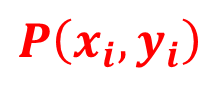 P(xᵢ, yᵢ)